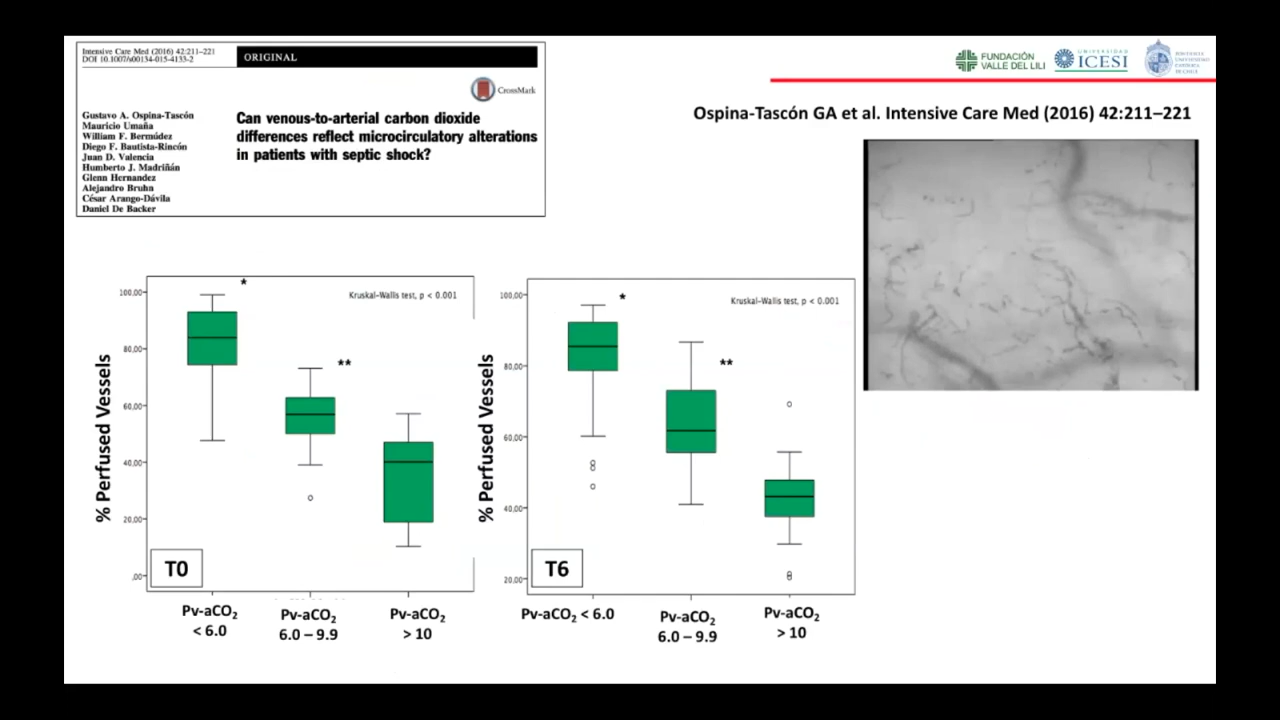 Intensive Care Med (2016) 42:211–221
DOI 10.1007/s00134-015-4133-2
ORIGINAL
CrossMark
Gustavo A. Ospina-Tascón
Mauricio Umaña
William F. Bermúdez
Diego F. Bautista-Rincón
Juan D. Valencia
Humberto J. Madriñán
Glenn Hernandez
Alejandro Bruhn
César Arango-Dávila
Daniel De Backer
Can venous-to-arterial carbon dioxide
differences reflect microcirculatory alterations
in patients with septic shock?
FUNDACIÓN
VALLE DEL LILI
UNIVERSIDAD
ICESI
PONTIFICIA
UNIVERSIDAD
CATÓLICA
DE CHILE
Ospina-Tascón GA et al. Intensive Care Med (2016) 42:211–221
% Perfused Vessels
100,00
80,00
60,00
40,00
20,00
,00
*
**
Kruskal-Wallis test, p < 0.001
T0
Pv-aCO₂
< 6.0
Pv-aCO₂
6.0 – 9.9
Pv-aCO₂
> 10
% Perfused Vessels
100,00
80,00
60,00
40,00
20,00
*
**
Kruskal-Wallis test, p < 0.001
T6
Pv-aCO₂ < 6.0
Pv-aCO₂
6.0 – 9.9
Pv-aCO₂
> 10